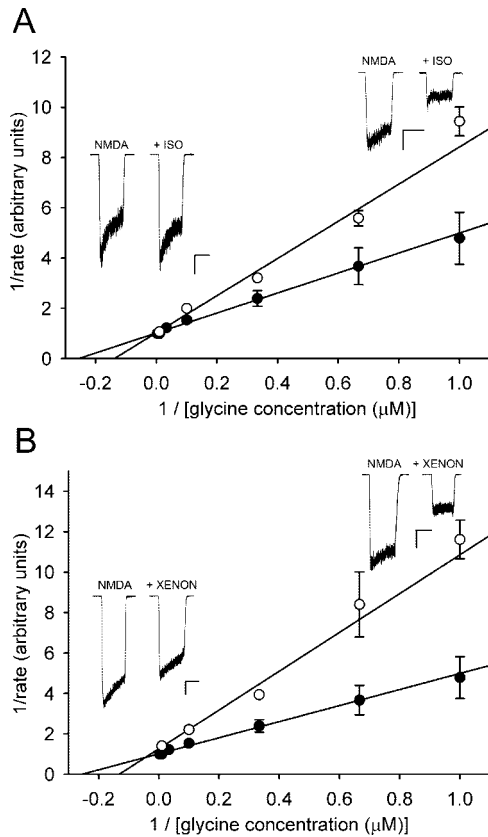 A
NMDA + ISO
NMDA + ISO
12
10
8
6
4
2
0
1/rate (arbitrary units)
-0.2 0.0 0.2 0.4 0.6 0.8 1.0
1 / [glycine concentration (µM)]
B
NMDA + XENON
NMDA + XENON
14
12
10
8
6
4
2
0
1/rate (arbitrary units)
-0.2 0.0 0.2 0.4 0.6 0.8 1.0
1 / [glycine concentration (µM)]